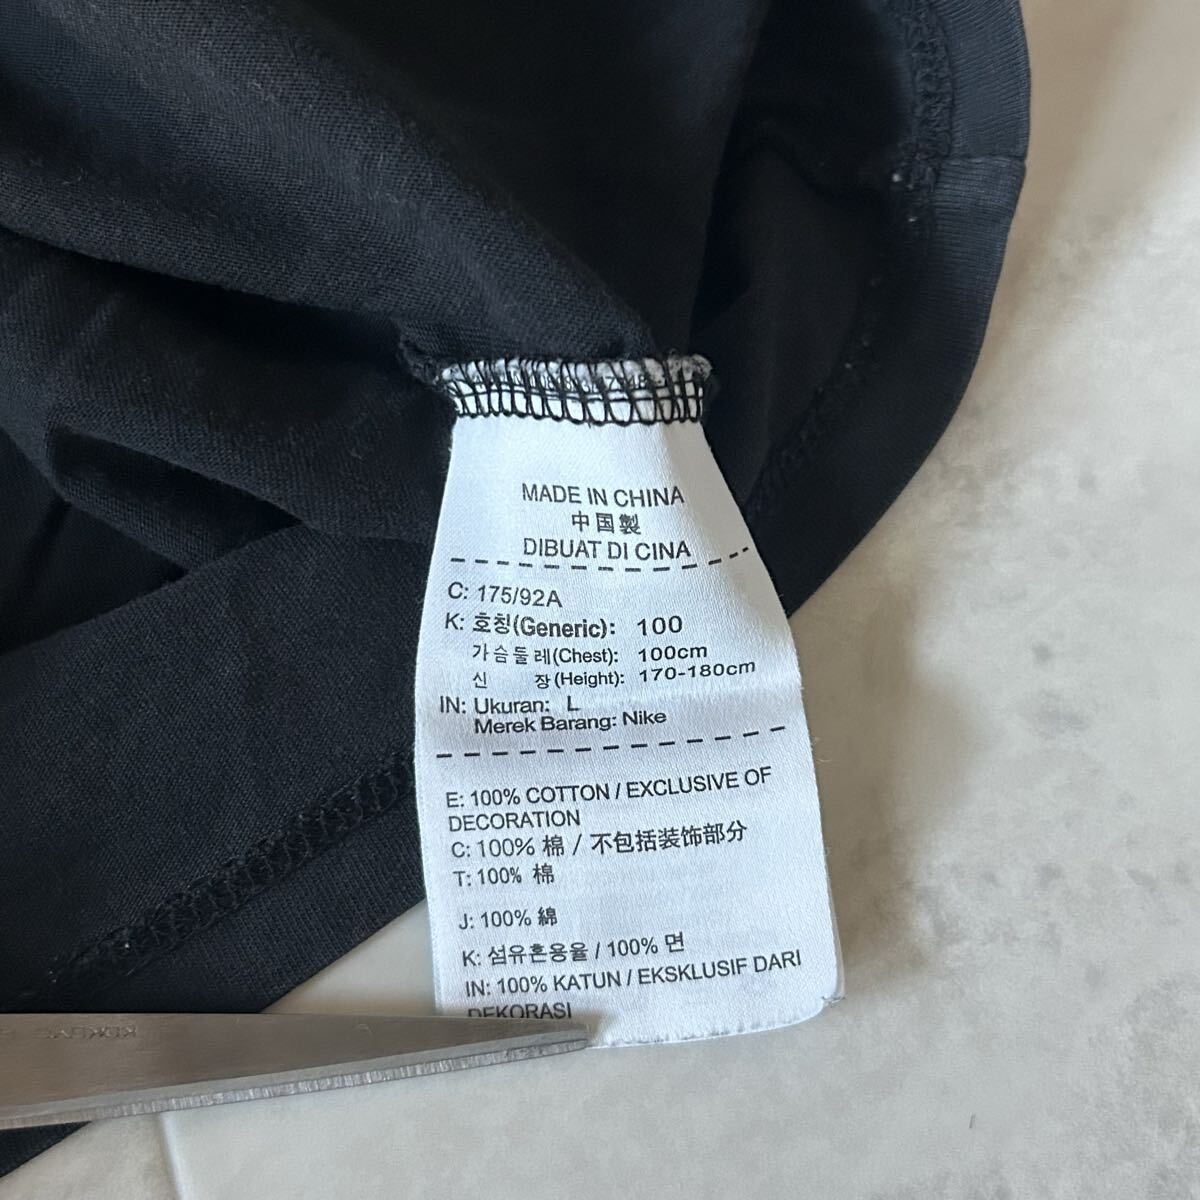 MADE IN CHINA
中国製
DIBUAT DI CINA
C: 175/92A
K: 호칭(Generic): 100
가슴둘레(Chest): 100cm
신 장(Height): 170-180cm
IN: Ukuran: L
Merek Barang: Nike
E: 100% COTTON / EXCLUSIVE OF
DECORATION
C: 100% 棉 / 不包括装饰部分
T: 100% 棉
J: 100% 綿
K: 섬유혼용율 / 100% 면
IN: 100% KATUN / EKSKLUSIF DARI
DEKORASI